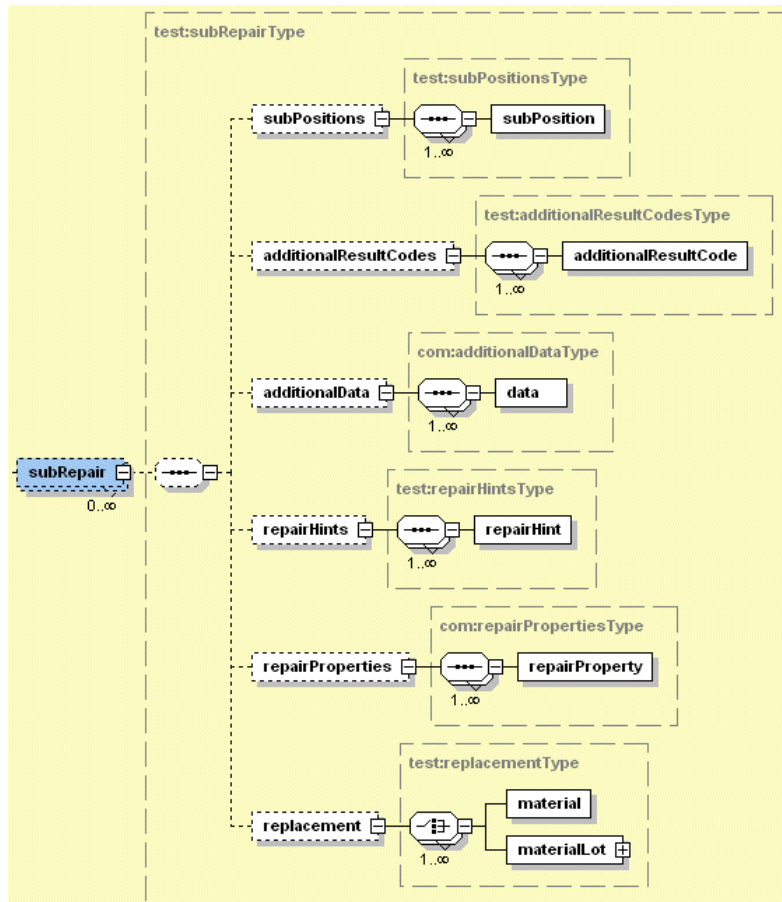 test:subRepairType
test:subPositionsType
subPositions
subPosition
1..∞
test:additionalResultCodesType
additionalResultCodes
additionalResultCode
1..∞
com:additionalDataType
additionalData
data
1..∞
subRepair
0..∞
test:repairHintsType
repairHints
repairHint
1..∞
com:repairPropertiesType
repairProperties
repairProperty
1..∞
test:replacementType
material
replacement
materialLot
1..∞